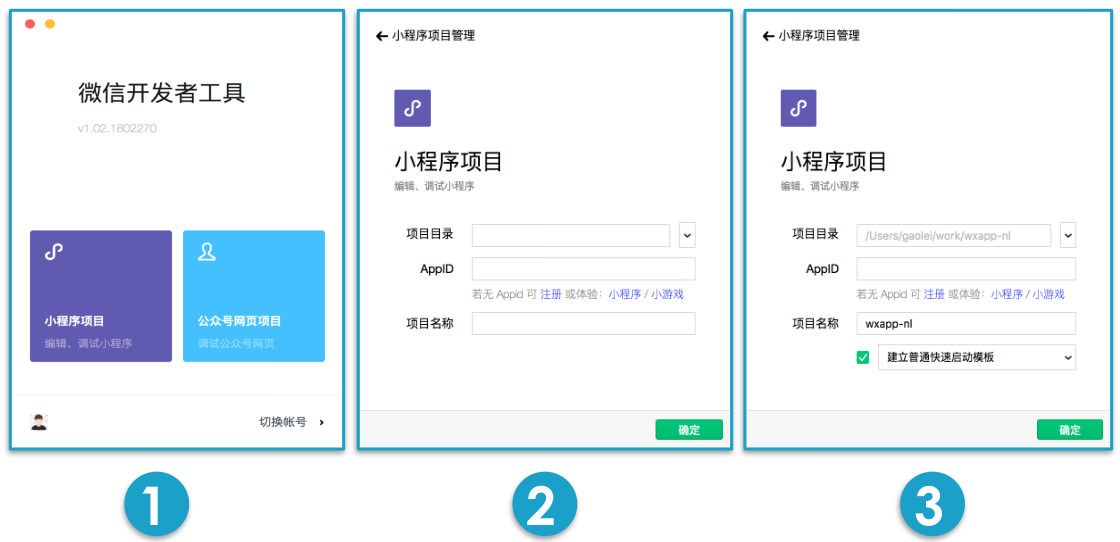 微信开发者工具
v1.02.1802270
小程序项目
编辑、调试小程序
公众号网页项目
调试公众号网页
切换帐号
1
小程序项目管理
小程序项目
编辑、调试小程序
项目目录
AppID
若无 Appid 可 注册 或体验：小程序 / 小游戏
项目名称
确定
2
小程序项目管理
小程序项目
编辑、调试小程序
项目目录 /Users/gaolei/work/wxapp-nl
AppID
若无 Appid 可 注册 或体验：小程序 / 小游戏
项目名称 wxapp-nl
建立普通快速启动模板
确定
3